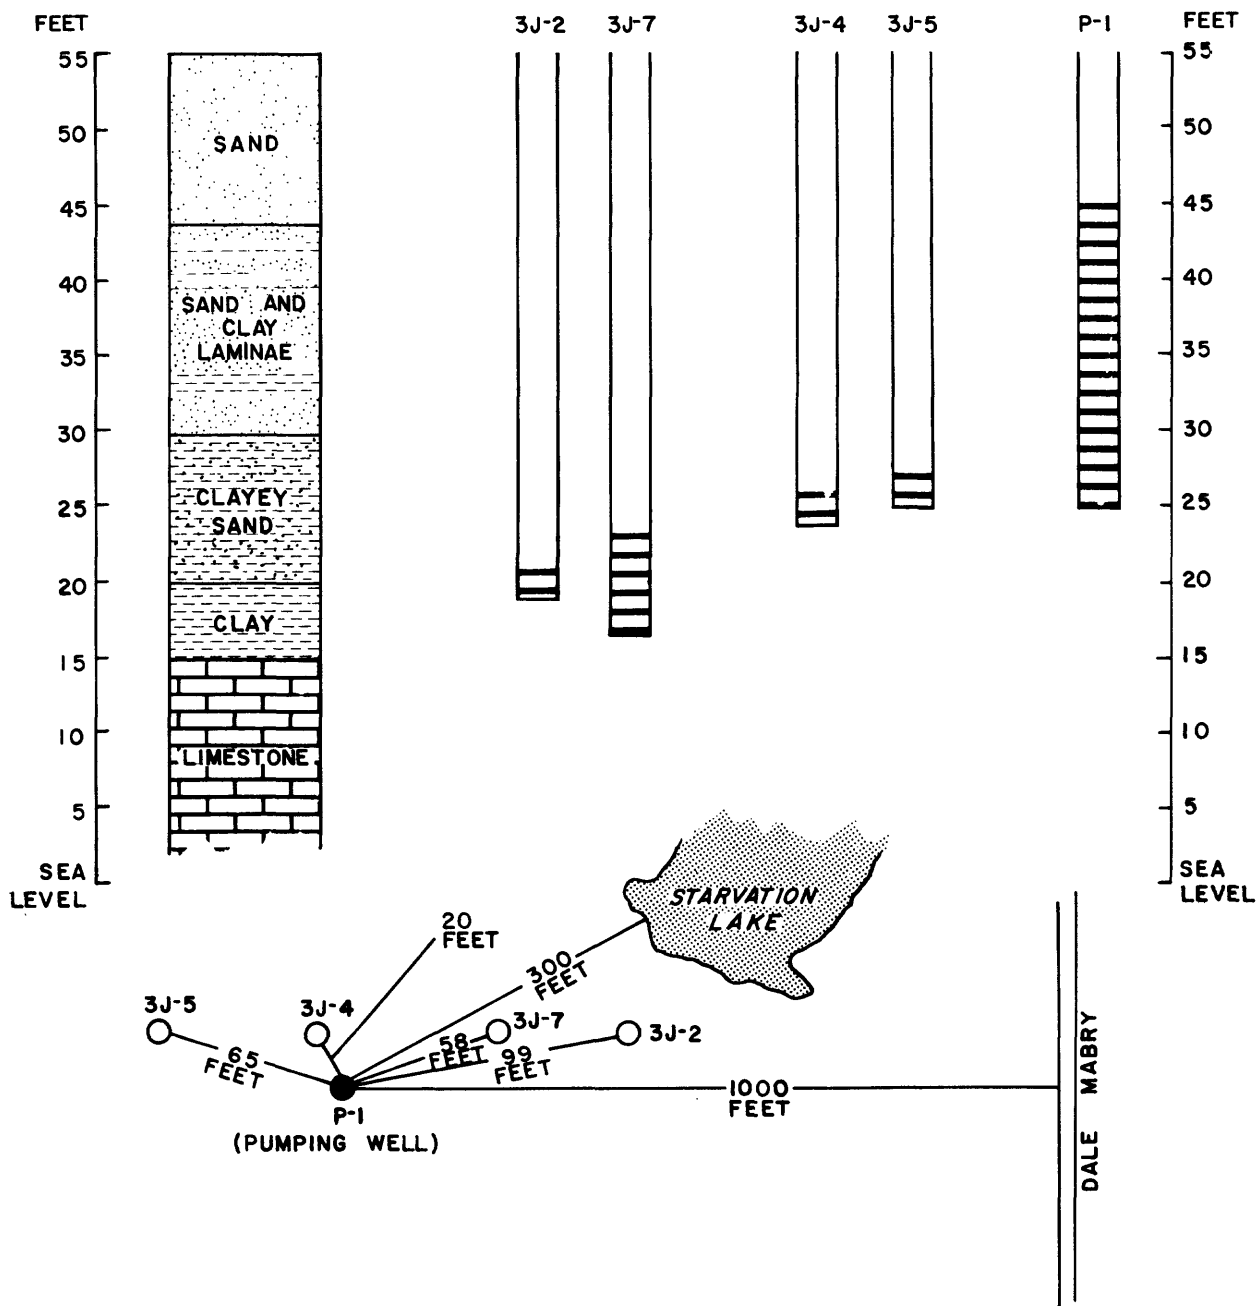 FEET
3J-2
3J-7
3J-4
3J-5
P-1
FEET
55
50
45
40
35
30
25
20
15
10
5
SEA
LEVEL
SAND
SAND AND
CLAY
LAMINAE
CLAYEY
SAND
CLAY
LIMESTONE
55
50
45
40
35
30
25
20
15
10
5
SEA
LEVEL
STARVATION
LAKE
20
FEET
300
FEET
3J-5
3J-4
3J-7
3J-2
65
FEET
58
FEET
99
FEET
1000
FEET
P-1
(PUMPING WELL)
DALE MABRY